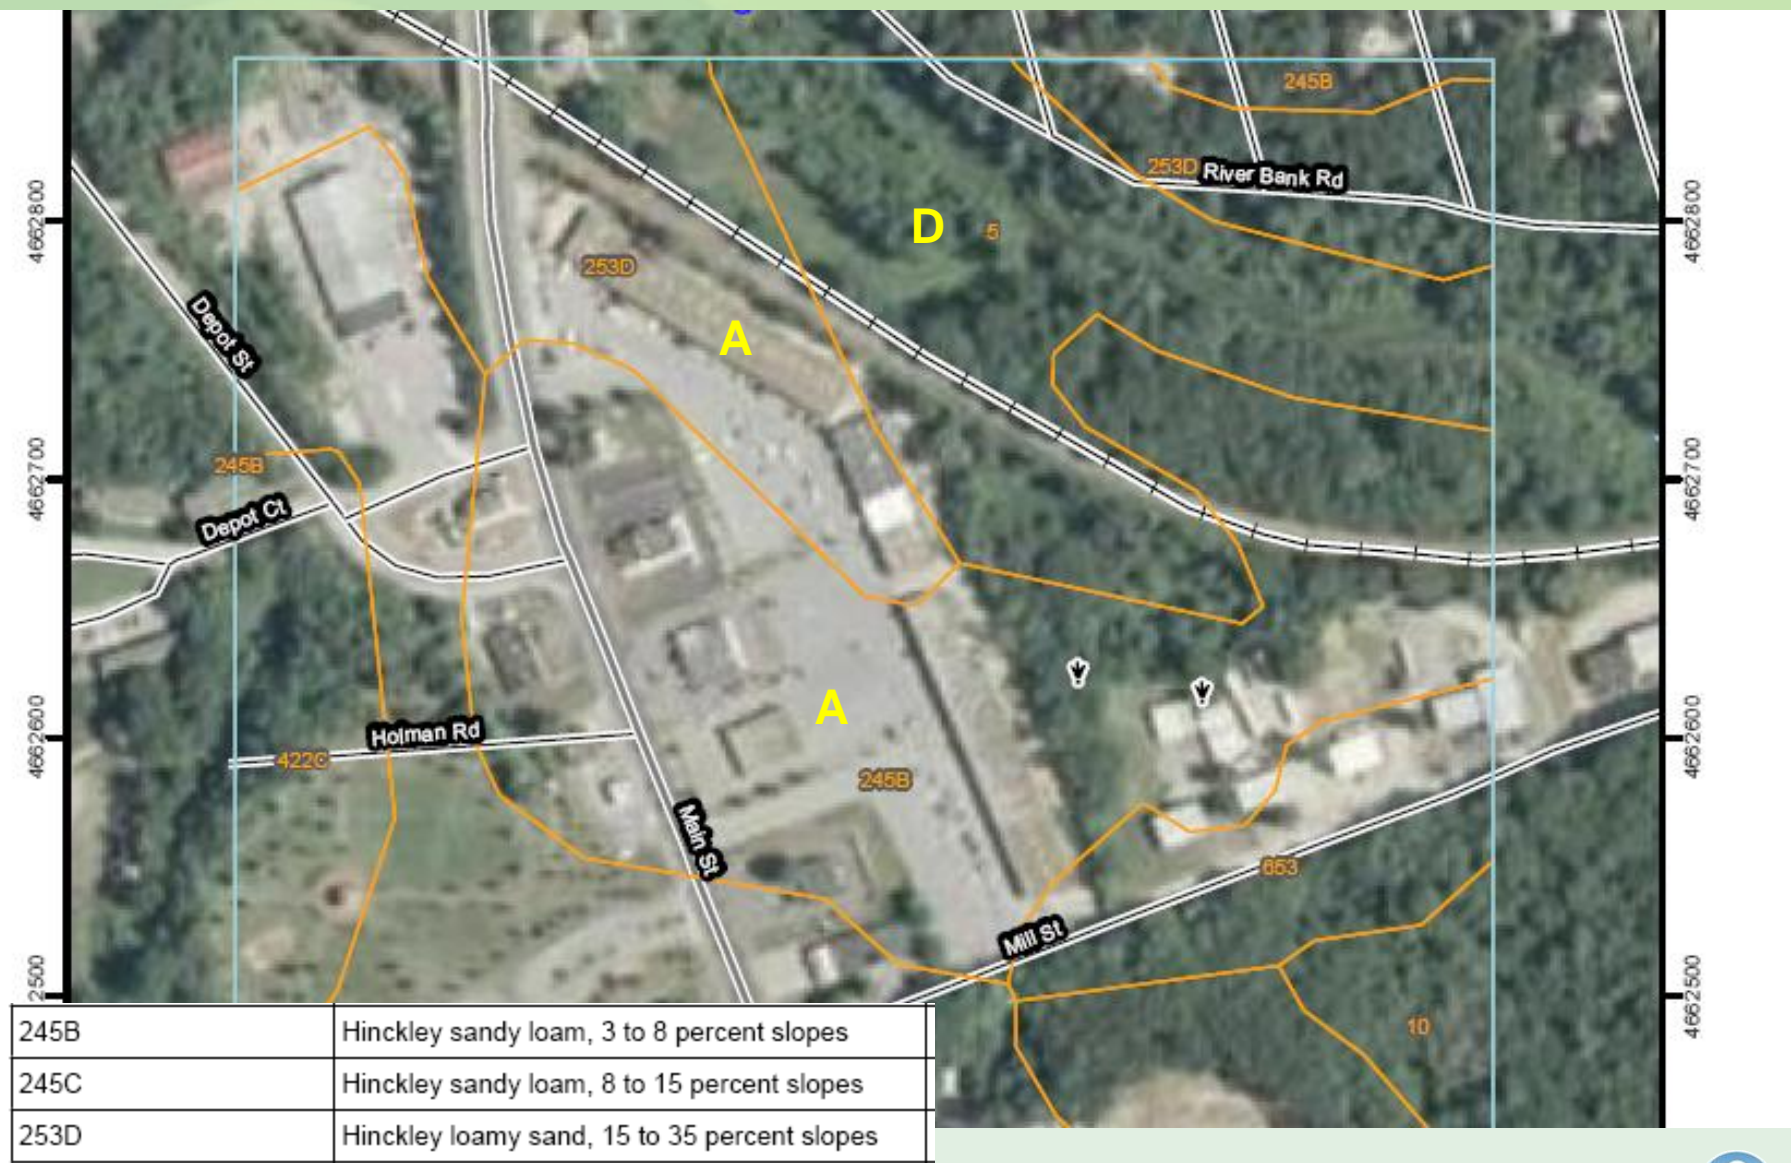 245B
253D
River Bank Rd
4662800
4662800
D
5
253D
Depot St
A
4662700
4662700
245B
Depot Ct
4662600
4662600
A
Holman Rd
422C
245B
Main St
653
Mill St
2500
4662500
10
245B Hinckley sandy loam, 3 to 8 percent slopes
245C Hinckley sandy loam, 8 to 15 percent slopes
253D Hinckley loamy sand, 15 to 35 percent slopes